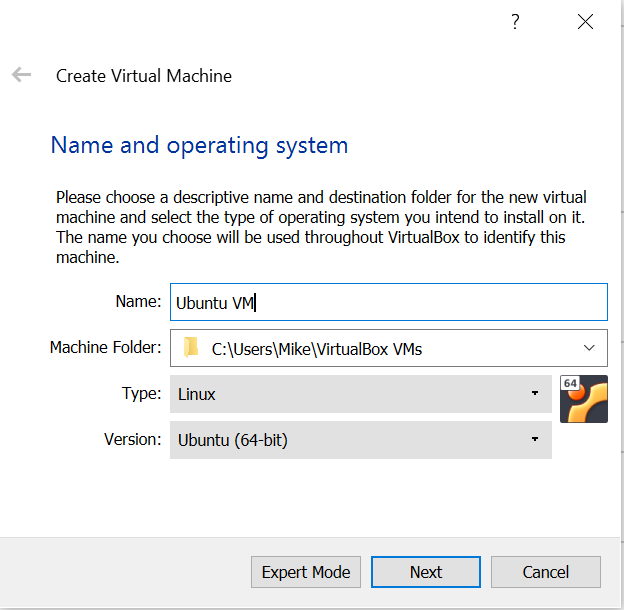 ?
Create Virtual Machine
Name and operating system
Please choose a descriptive name and destination folder for the new virtual
machine and select the type of operating system you intend to install on it.
The name you choose will be used throughout VirtualBox to identify this
machine.
Name: Ubuntu VM
Machine Folder: C:\Users\Mike\VirtualBox VMs
Type: Linux
64
Version: Ubuntu (64-bit)
Expert Mode Next Cancel